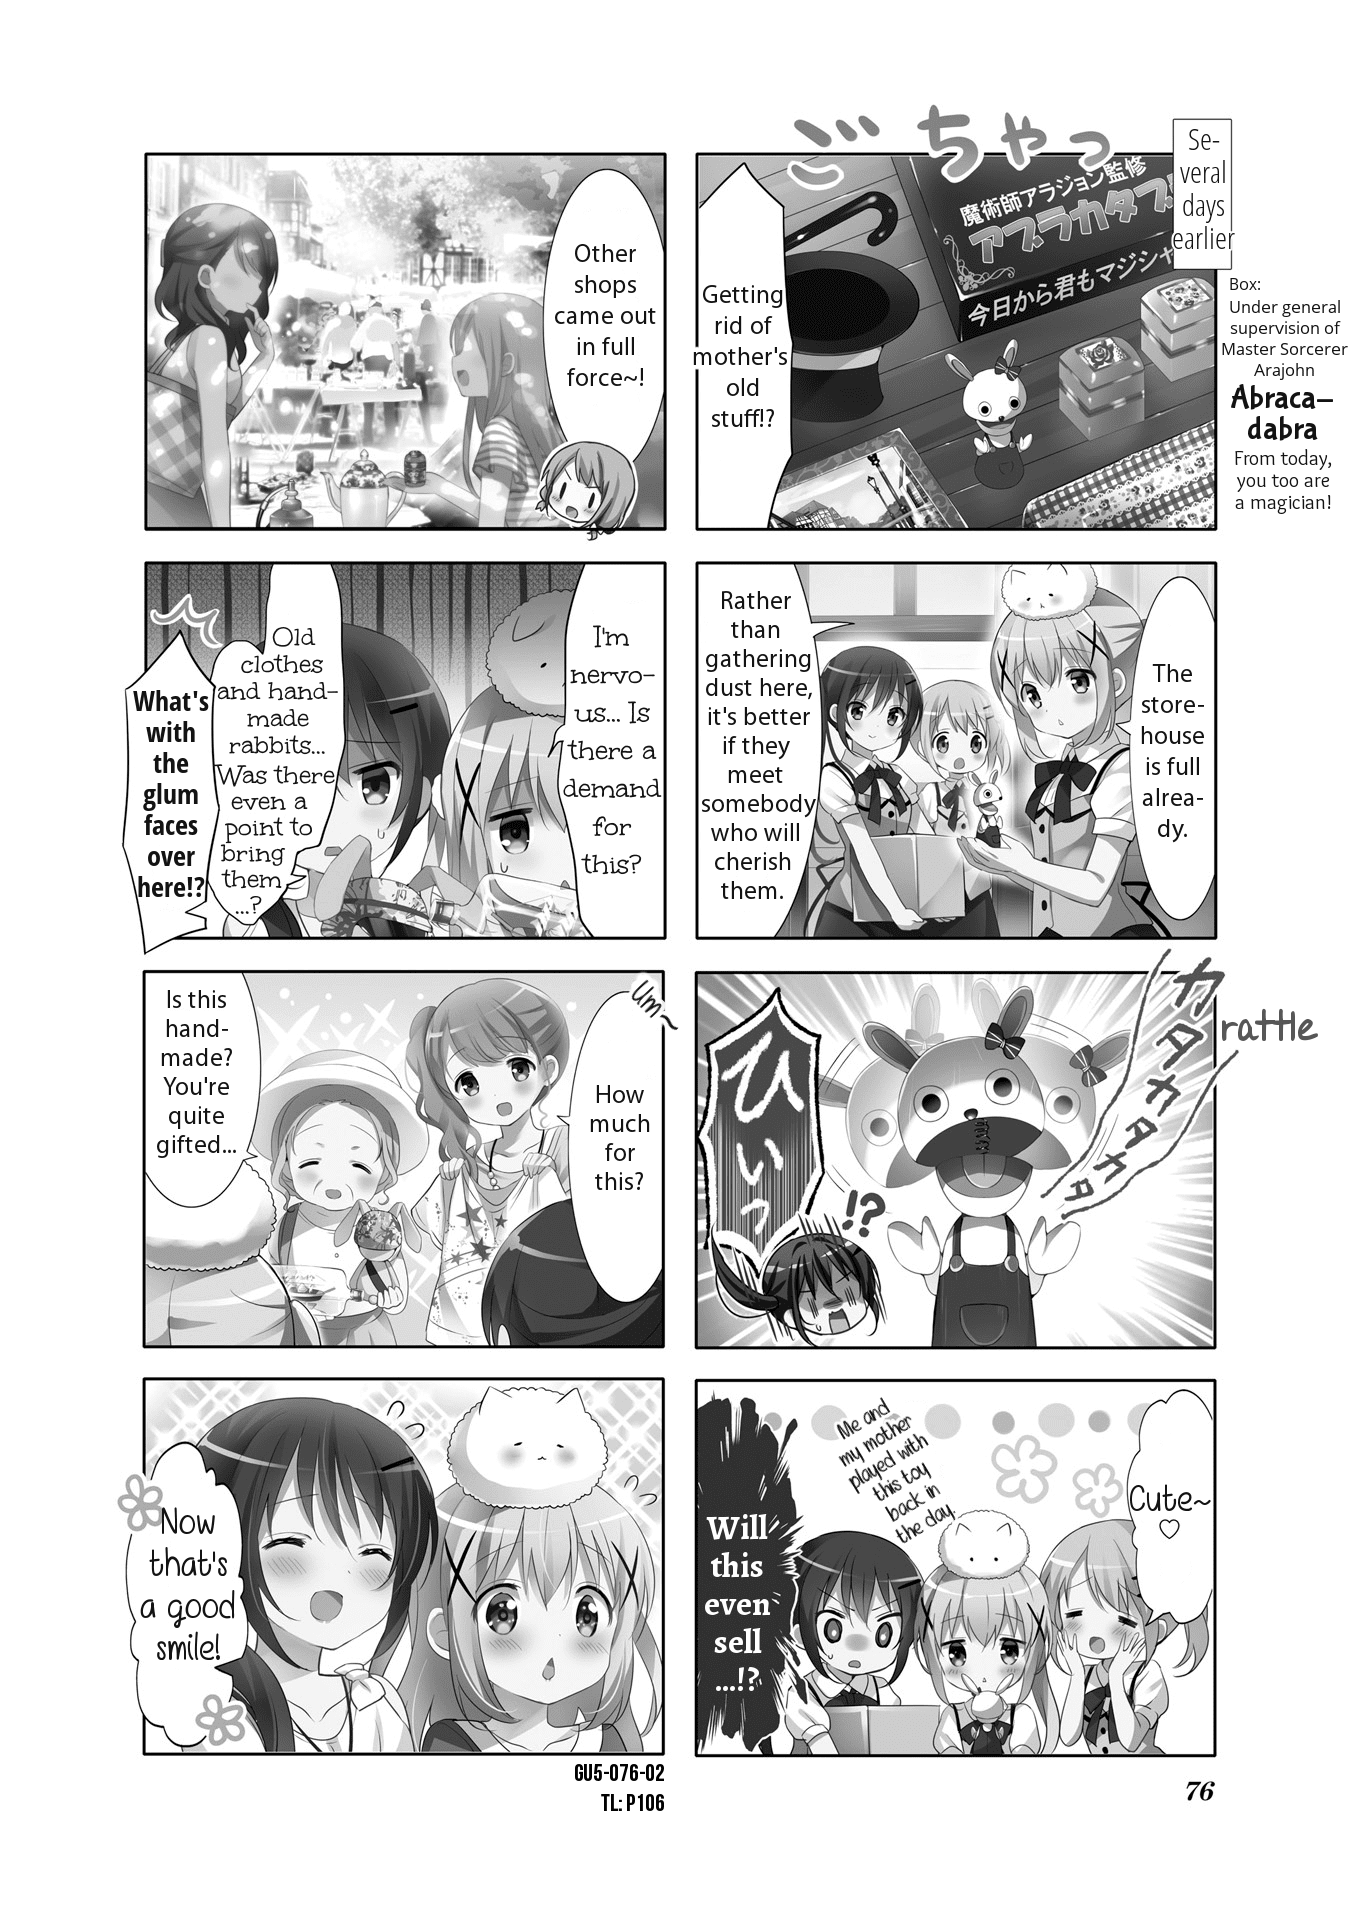 ごちゃっ
Se-
veral
days
earlier
魔術師アラジョン監修
アブラカタブ
今日から君もマジシャ
Box:
Under general
supervision of
Master Sorcerer
Arajohn
Abraca-
dabra
From today,
you too are
a magician!
Getting
rid of
mother's
old
stuff!?
The
store-
house
is full
alrea-
dy.
Rather
than
gathering
dust here,
it's better
if they
meet
somebody
who will
cherish
them.
カタカタカタ
rattle
ひぃっ
!?
Cute~
♡
Me and
my mother
played with
this toy
back in
the day.
Will
this
even
sell
...!?
76
Other
shops
came out
in full
force~!
I'm
nervo-
us... Is
there a
demand
for
this?
Old
clothes
and hand-
made
rabbits...
Was there
even a
point to
bring
them
...?
What's
with
the
glum
faces
over
here!?
Um~
How
much
for
this?
Is this
hand-
made?
You're
quite
gifted...
Now
that's
a good
smile!
GU5-076-02
TL: P106